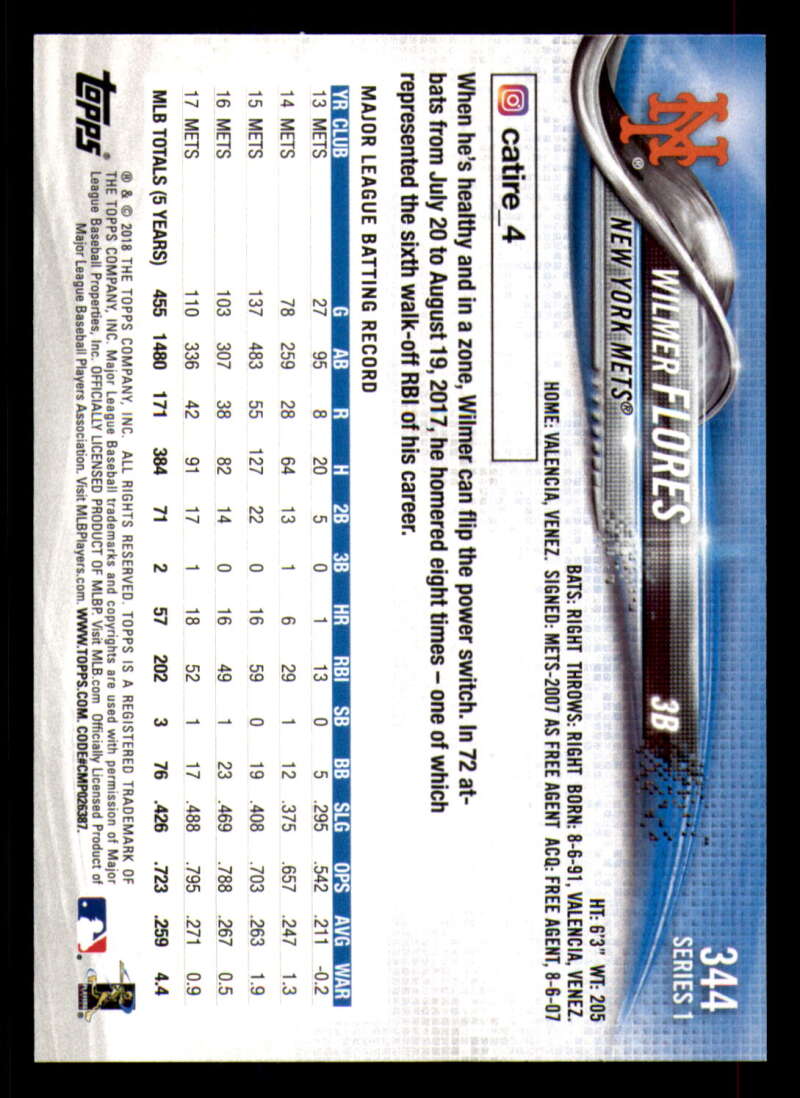 344
SERIES 1
WILMER FLORES 3B
NEW YORK METS®
NY
®
HT: 6'3" WT: 205
BATS: RIGHT THROWS: RIGHT BORN: 8-6-91, VALENCIA, VENEZ.
HOME: VALENCIA, VENEZ. SIGNED: METS-2007 AS FREE AGENT ACQ: FREE AGENT, 8-6-07
catire_4
When he's healthy and in a zone, Wilmer can flip the power switch. In 72 at-
bats from July 20 to August 19, 2017, he homered eight times – one of which
represented the sixth walk-off RBI of his career.
MAJOR LEAGUE BATTING RECORD
YR CLUB G AB R H 2B 3B HR RBI SB BB SLG OPS AVG WAR
13 METS 27 95 8 20 5 0 1 13 0 5 .295 .542 .211 -0.2
14 METS 78 259 28 64 13 1 6 29 1 12 .375 .657 .247 1.3
15 METS 137 483 55 127 22 0 16 59 0 19 .408 .703 .263 1.9
16 METS 103 307 38 82 14 0 16 49 1 23 .469 .788 .267 0.5
17 METS 110 336 42 91 17 1 18 52 1 17 .488 .795 .271 0.9
MLB TOTALS (5 YEARS) 455 1480 171 384 71 2 57 202 3 76 .426 .723 .259 4.4
topps®
® & © 2018 THE TOPPS COMPANY, INC. ALL RIGHTS RESERVED. TOPPS IS A REGISTERED TRADEMARK OF
THE TOPPS COMPANY, INC. Major League Baseball trademarks and copyrights are used with permission of Major
League Baseball Properties, Inc. OFFICIALLY LICENSED PRODUCT OF MLBP. Visit MLB.com Officially Licensed Product of
Major League Baseball Players Association. Visit MLBPlayers.com. WWW.TOPPS.COM. CODE#CMP026387.